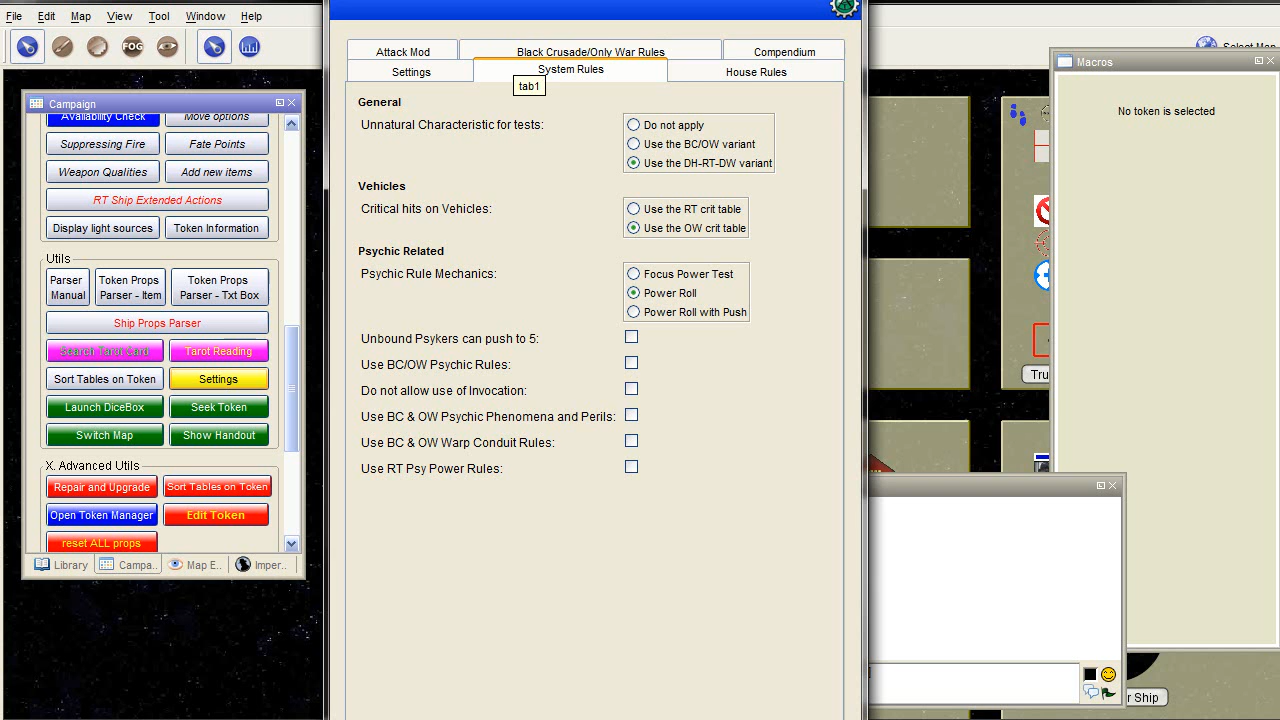 File Edit Map View Tool Window Help
FOG
Select Map
Campaign
Availability Check
Move options
Suppressing Fire
Fate Points
Weapon Qualities
Add new items
RT Ship Extended Actions
Display light sources
Token Information
Utils
Parser Manual
Token Props Parser - Item
Token Props Parser - Txt Box
Ship Props Parser
Search Tarot Card
Tarot Reading
Sort Tables on Token
Settings
Launch DiceBox
Seek Token
Switch Map
Show Handout
X. Advanced Utils
Repair and Upgrade
Sort Tables on Token
Open Token Manager
Edit Token
reset ALL props
Library
Campa..
Map E..
Imper..
Attack Mod
Black Crusade/Only War Rules
Compendium
Settings
System Rules
House Rules
tab1
General
Unnatural Characteristic for tests:
Do not apply
Use the BC/OW variant
Use the DH-RT-DW variant
Vehicles
Critical hits on Vehicles:
Use the RT crit table
Use the OW crit table
Psychic Related
Psychic Rule Mechanics:
Focus Power Test
Power Roll
Power Roll with Push
Unbound Psykers can push to 5:
Use BC/OW Psychic Rules:
Do not allow use of Invocation:
Use BC & OW Psychic Phenomena and Perils:
Use BC & OW Warp Conduit Rules:
Use RT Psy Power Rules:
Macros
No token is selected
Tru
r Ship